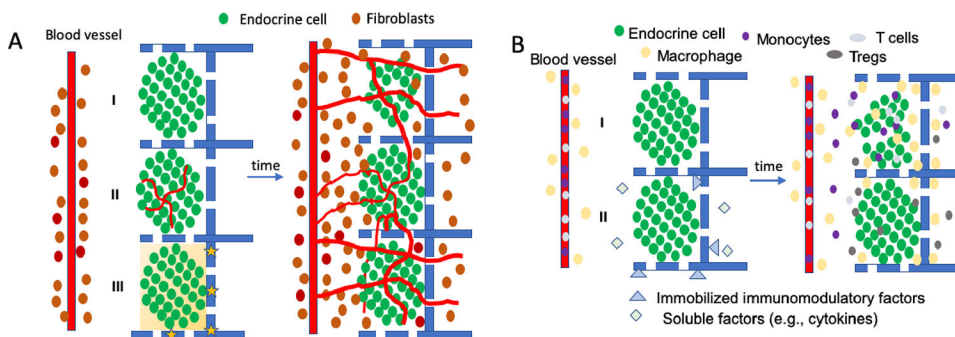 A
Endocrine cell
Fibroblasts
Blood vessel
I
II
III
time
B
Endocrine cell
Monocytes
T cells
Macrophage
Tregs
Blood vessel
I
II
time
Immobilized immunomodulatory factors
Soluble factors (e.g., cytokines)